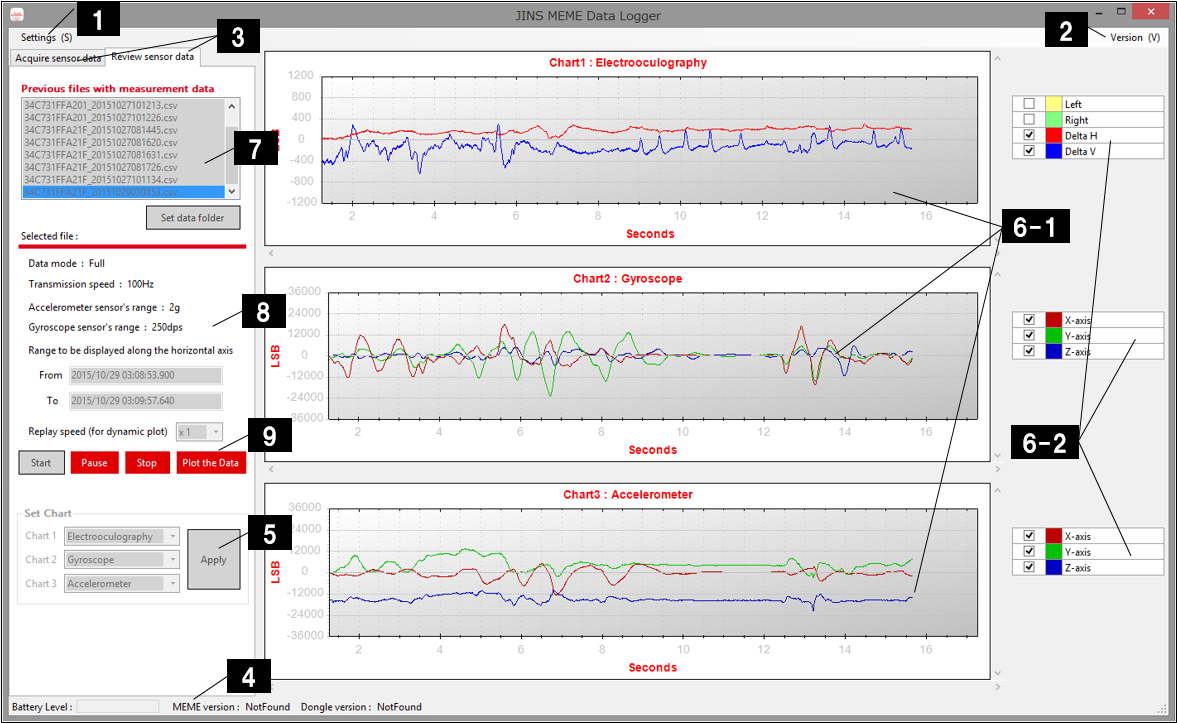 JINS MEME Data Logger
1
2
3
Settings (S)
Version (V)
Acquire sensor data
Review sensor data
Previous files with measurement data
34C731FFA201_20151027101213.csv
34C731FFA201_20151027101226.csv
34C731FFA21F_20151027081445.csv
34C731FFA21F_20151027081620.csv
34C731FFA21F_20151027081631.csv
34C731FFA21F_20151027081726.csv
34C731FFA21F_20151027101134.csv
34C731FFA21F_20151029030853.csv
7
Set data folder
Selected file :
Data mode : Full
Transmission speed : 100Hz
Accelerometer sensor's range : 2g
Gyroscope sensor's range : 250dps
8
Range to be displayed along the horizontal axis
From 2015/10/29 03:08:53.900
To 2015/10/29 03:09:57.640
Replay speed (for dynamic plot) x 1
9
Start Pause Stop Plot the Data
Set Chart
Chart 1 Electrooculography
Chart 2 Gyroscope
Chart 3 Accelerometer
Apply
5
4
Battery Level :
MEME version : NotFound Dongle version : NotFound
Chart1 : Electrooculography
1200
800
400
0
-400
-800
-1200
2 4 6 8 10 12 14 16
Seconds
Left
Right
Delta H
Delta V
6-1
Chart2 : Gyroscope
36000
24000
12000
0
-12000
-24000
-36000
LSB
2 4 6 8 10 12 14 16
Seconds
X-axis
Y-axis
Z-axis
6-2
Chart3 : Accelerometer
36000
24000
12000
0
-12000
-24000
-36000
LSB
2 4 6 8 10 12 14 16
Seconds
X-axis
Y-axis
Z-axis